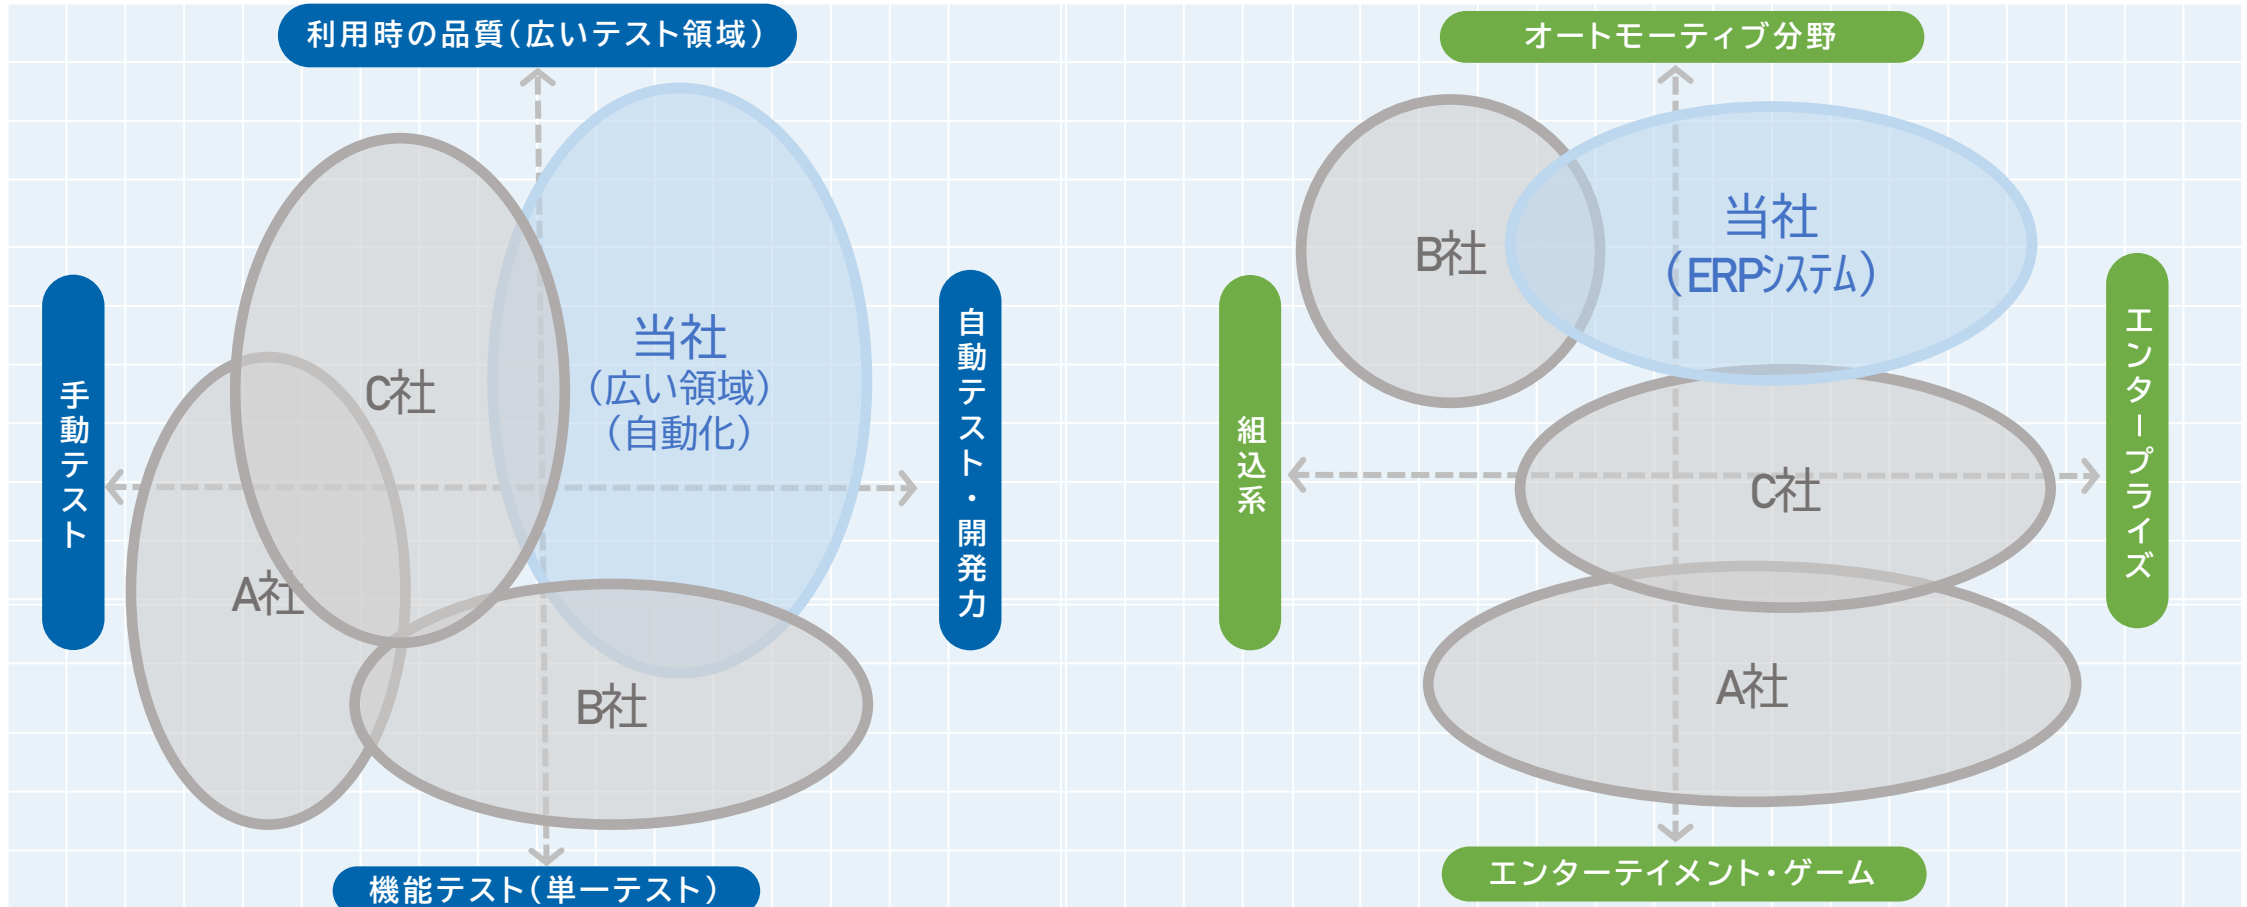 利用時の品質(広いテスト領域)
手動テスト
C社
A社
当社
(広い領域)
(自動化)
B社
自動テスト・開発力
機能テスト(単一テスト)
オートモーティブ分野
組込系
B社
当社
(ERPシステム)
C社
A社
エンタープライズ
エンターテイメント・ゲーム